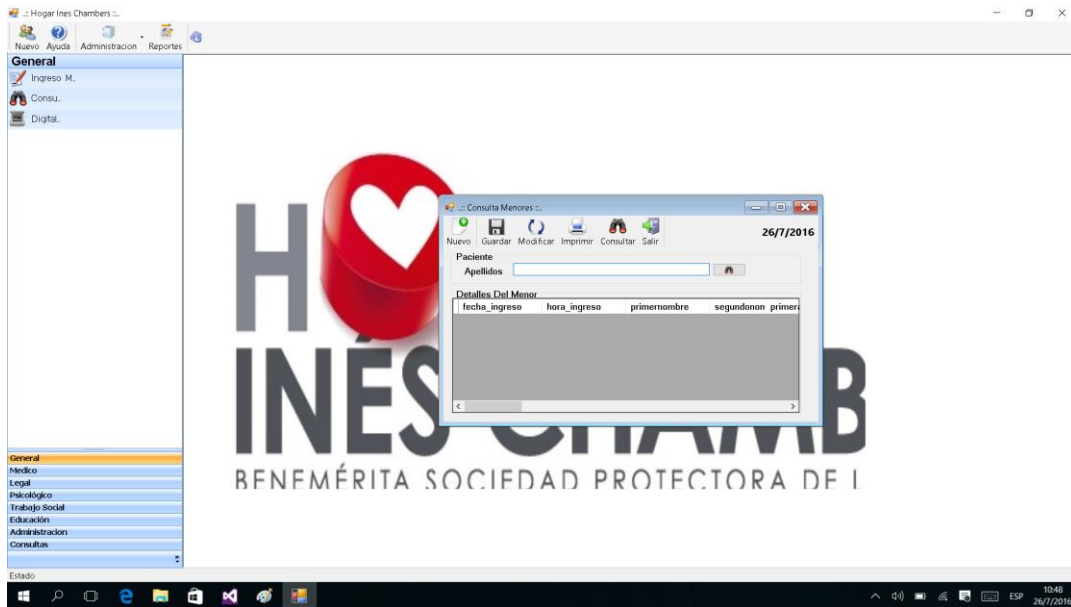 ..:: Hogar Ines Chambers ::..
Nuevo Ayuda Administracion Reportes
General
Ingreso M..
Consu..
Digital..
General
Medico
Legal
Psicológico
Trabajo Social
Educación
Administracion
Consultas
Estado
H
INÉS CHAMB
BENEMÉRITA SOCIEDAD PROTECTORA DE L
..:: Consulta Menores ::..
Nuevo Guardar Modificar Imprimir Consultar Salir
26/7/2016
Paciente
Apellidos
Detalles Del Menor
fecha_ingreso hora_ingreso primernombre segundonon primera
ESP
10:48
26/7/2016